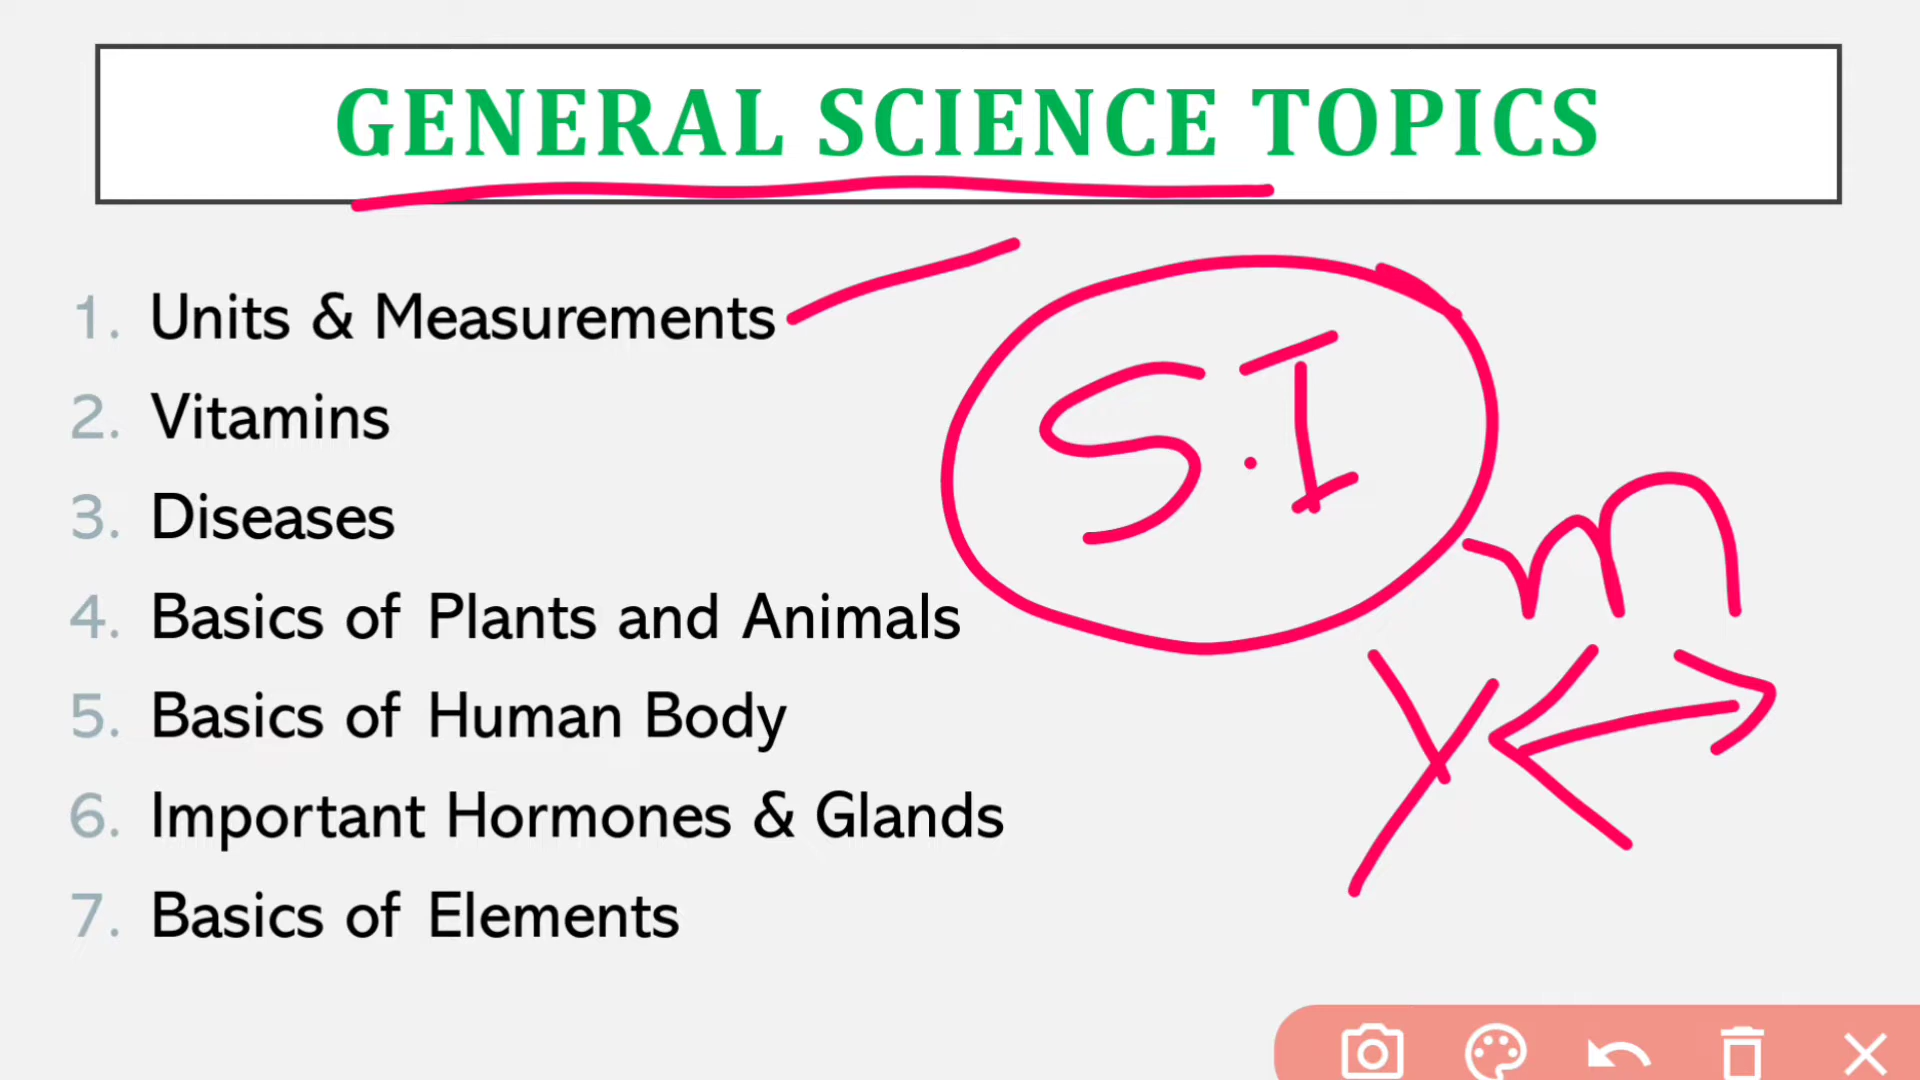 GENERAL SCIENCE TOPICS
1. Units & Measurements
S.I
2. Vitamins
3. Diseases
m
4. Basics of Plants and Animals
5. Basics of Human Body
6. Important Hormones & Glands
7. Basics of Elements